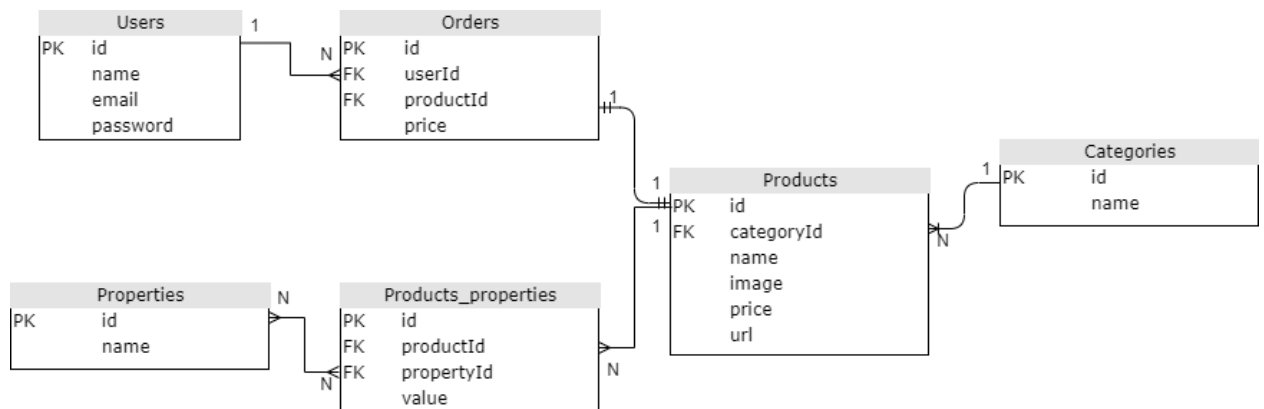 Users
PK id
name
email
password
1
N
Orders
PK id
FK userId
FK productId
price
1
1
1
Products
PK id
FK categoryId
name
image
price
url
N
1
Categories
PK id
name
Properties
PK id
name
N
N
Products_properties
PK id
FK productId
FK propertyId
value
N